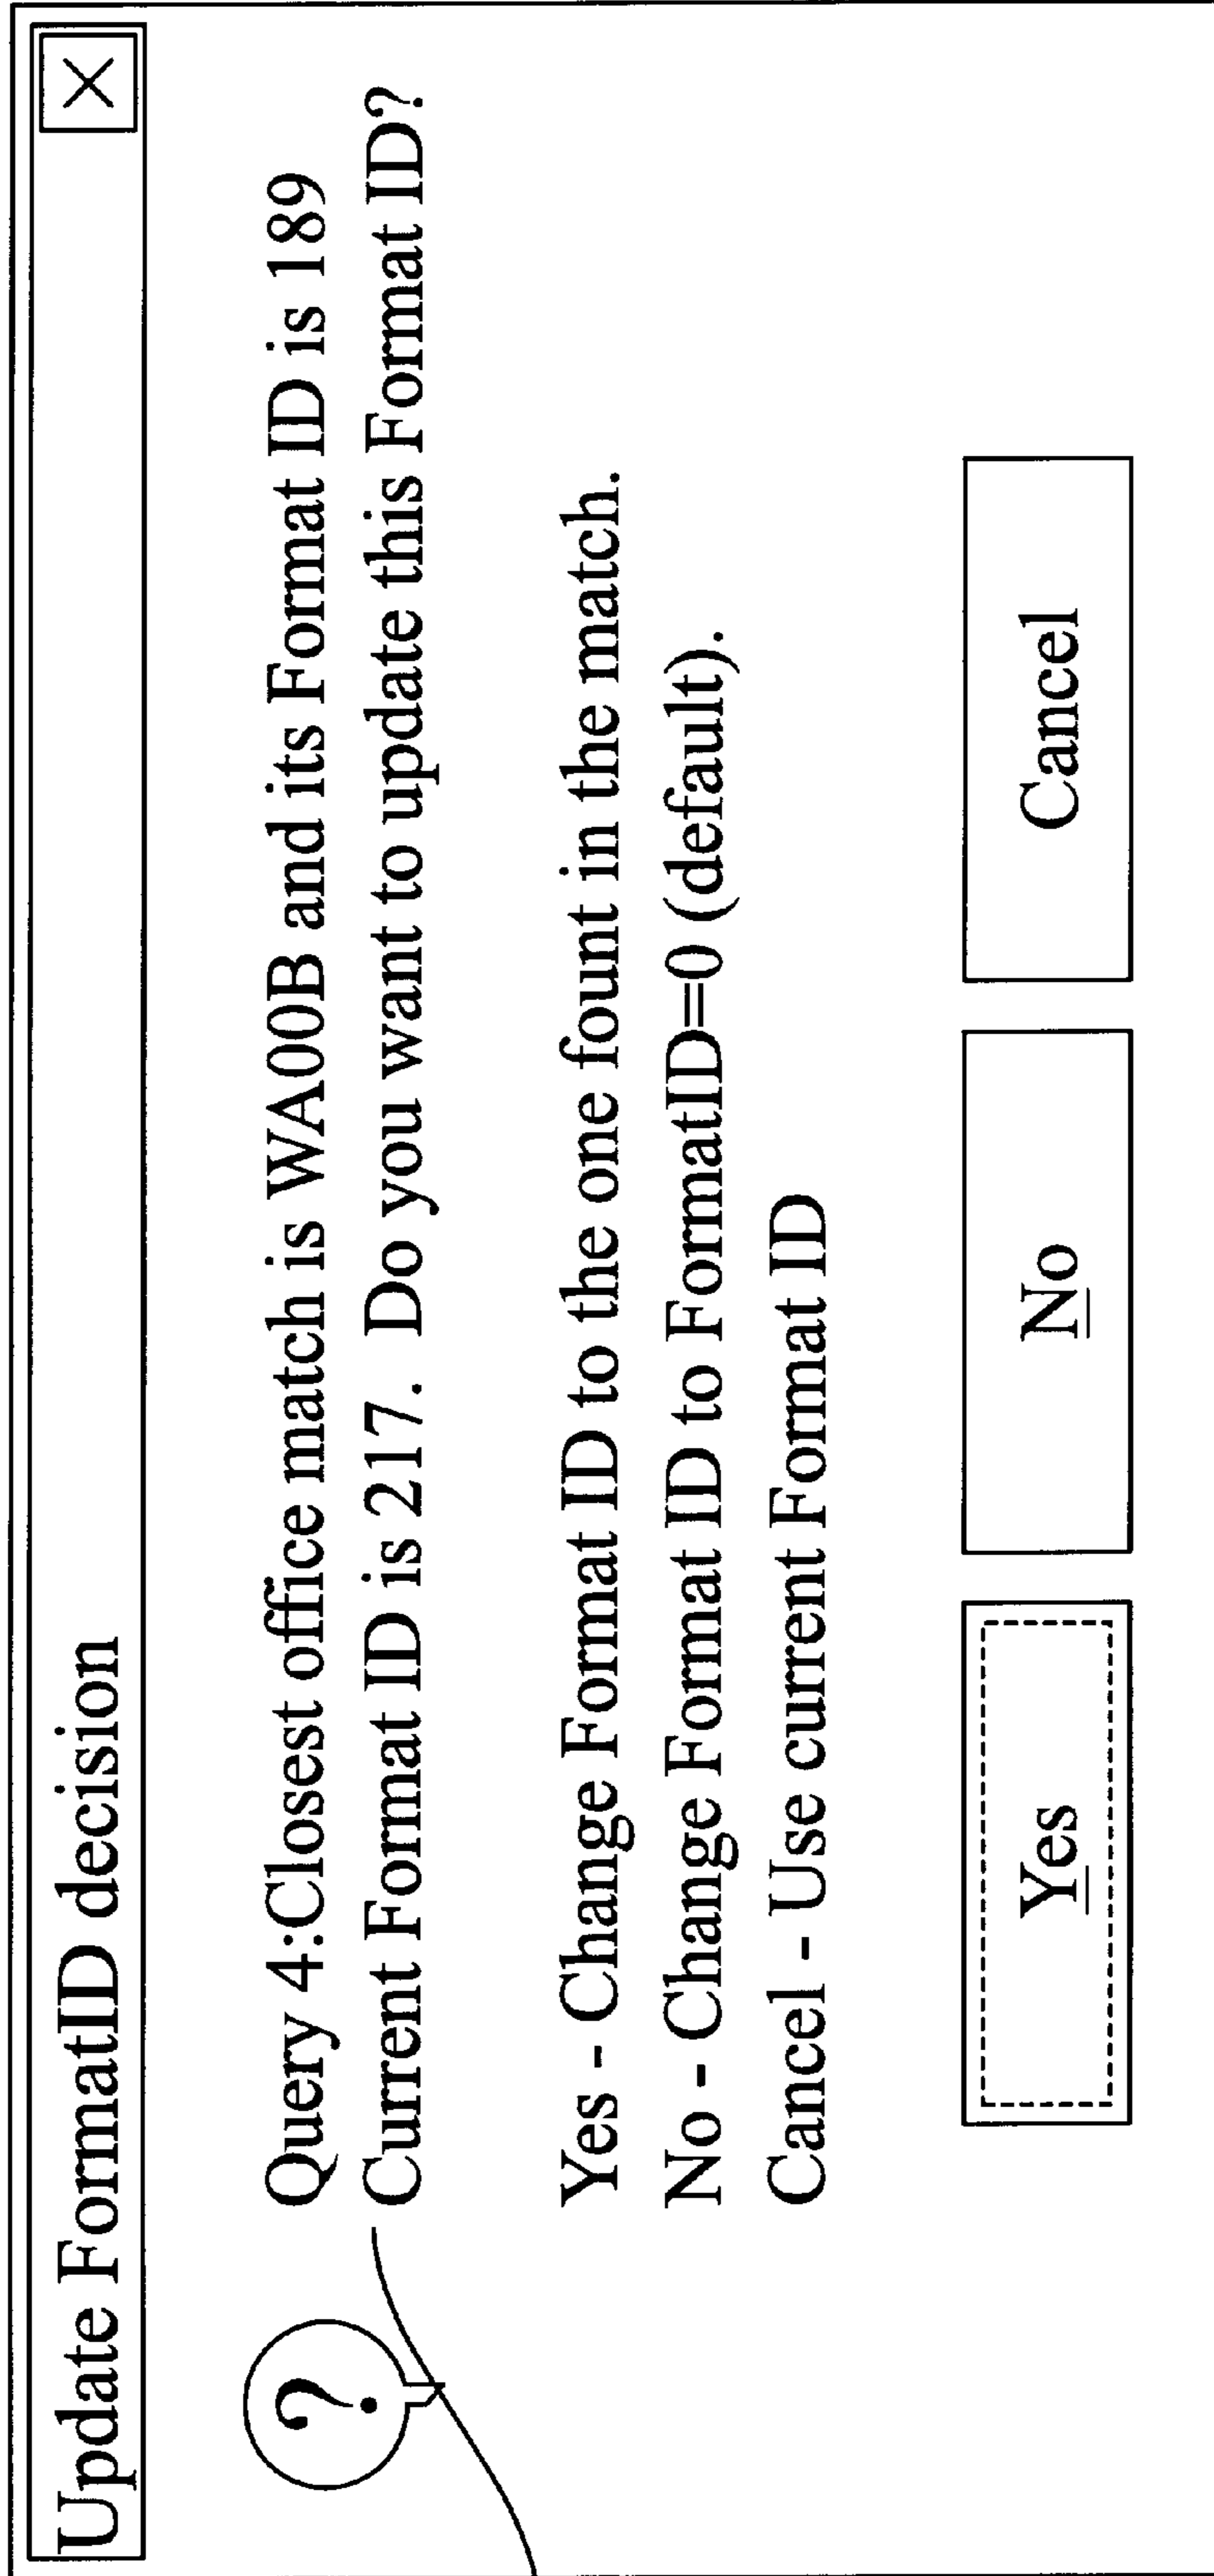 Update FormatID decision
X
?
Query 4:Closest office match is WA00B and its Format ID is 189
Current Format ID is 217. Do you want to update this Format ID?
Yes - Change Format ID to the one fount in the match.
No - Change Format ID to FormatID=0 (default).
Cancel - Use current Format ID
Yes
No
Cancel